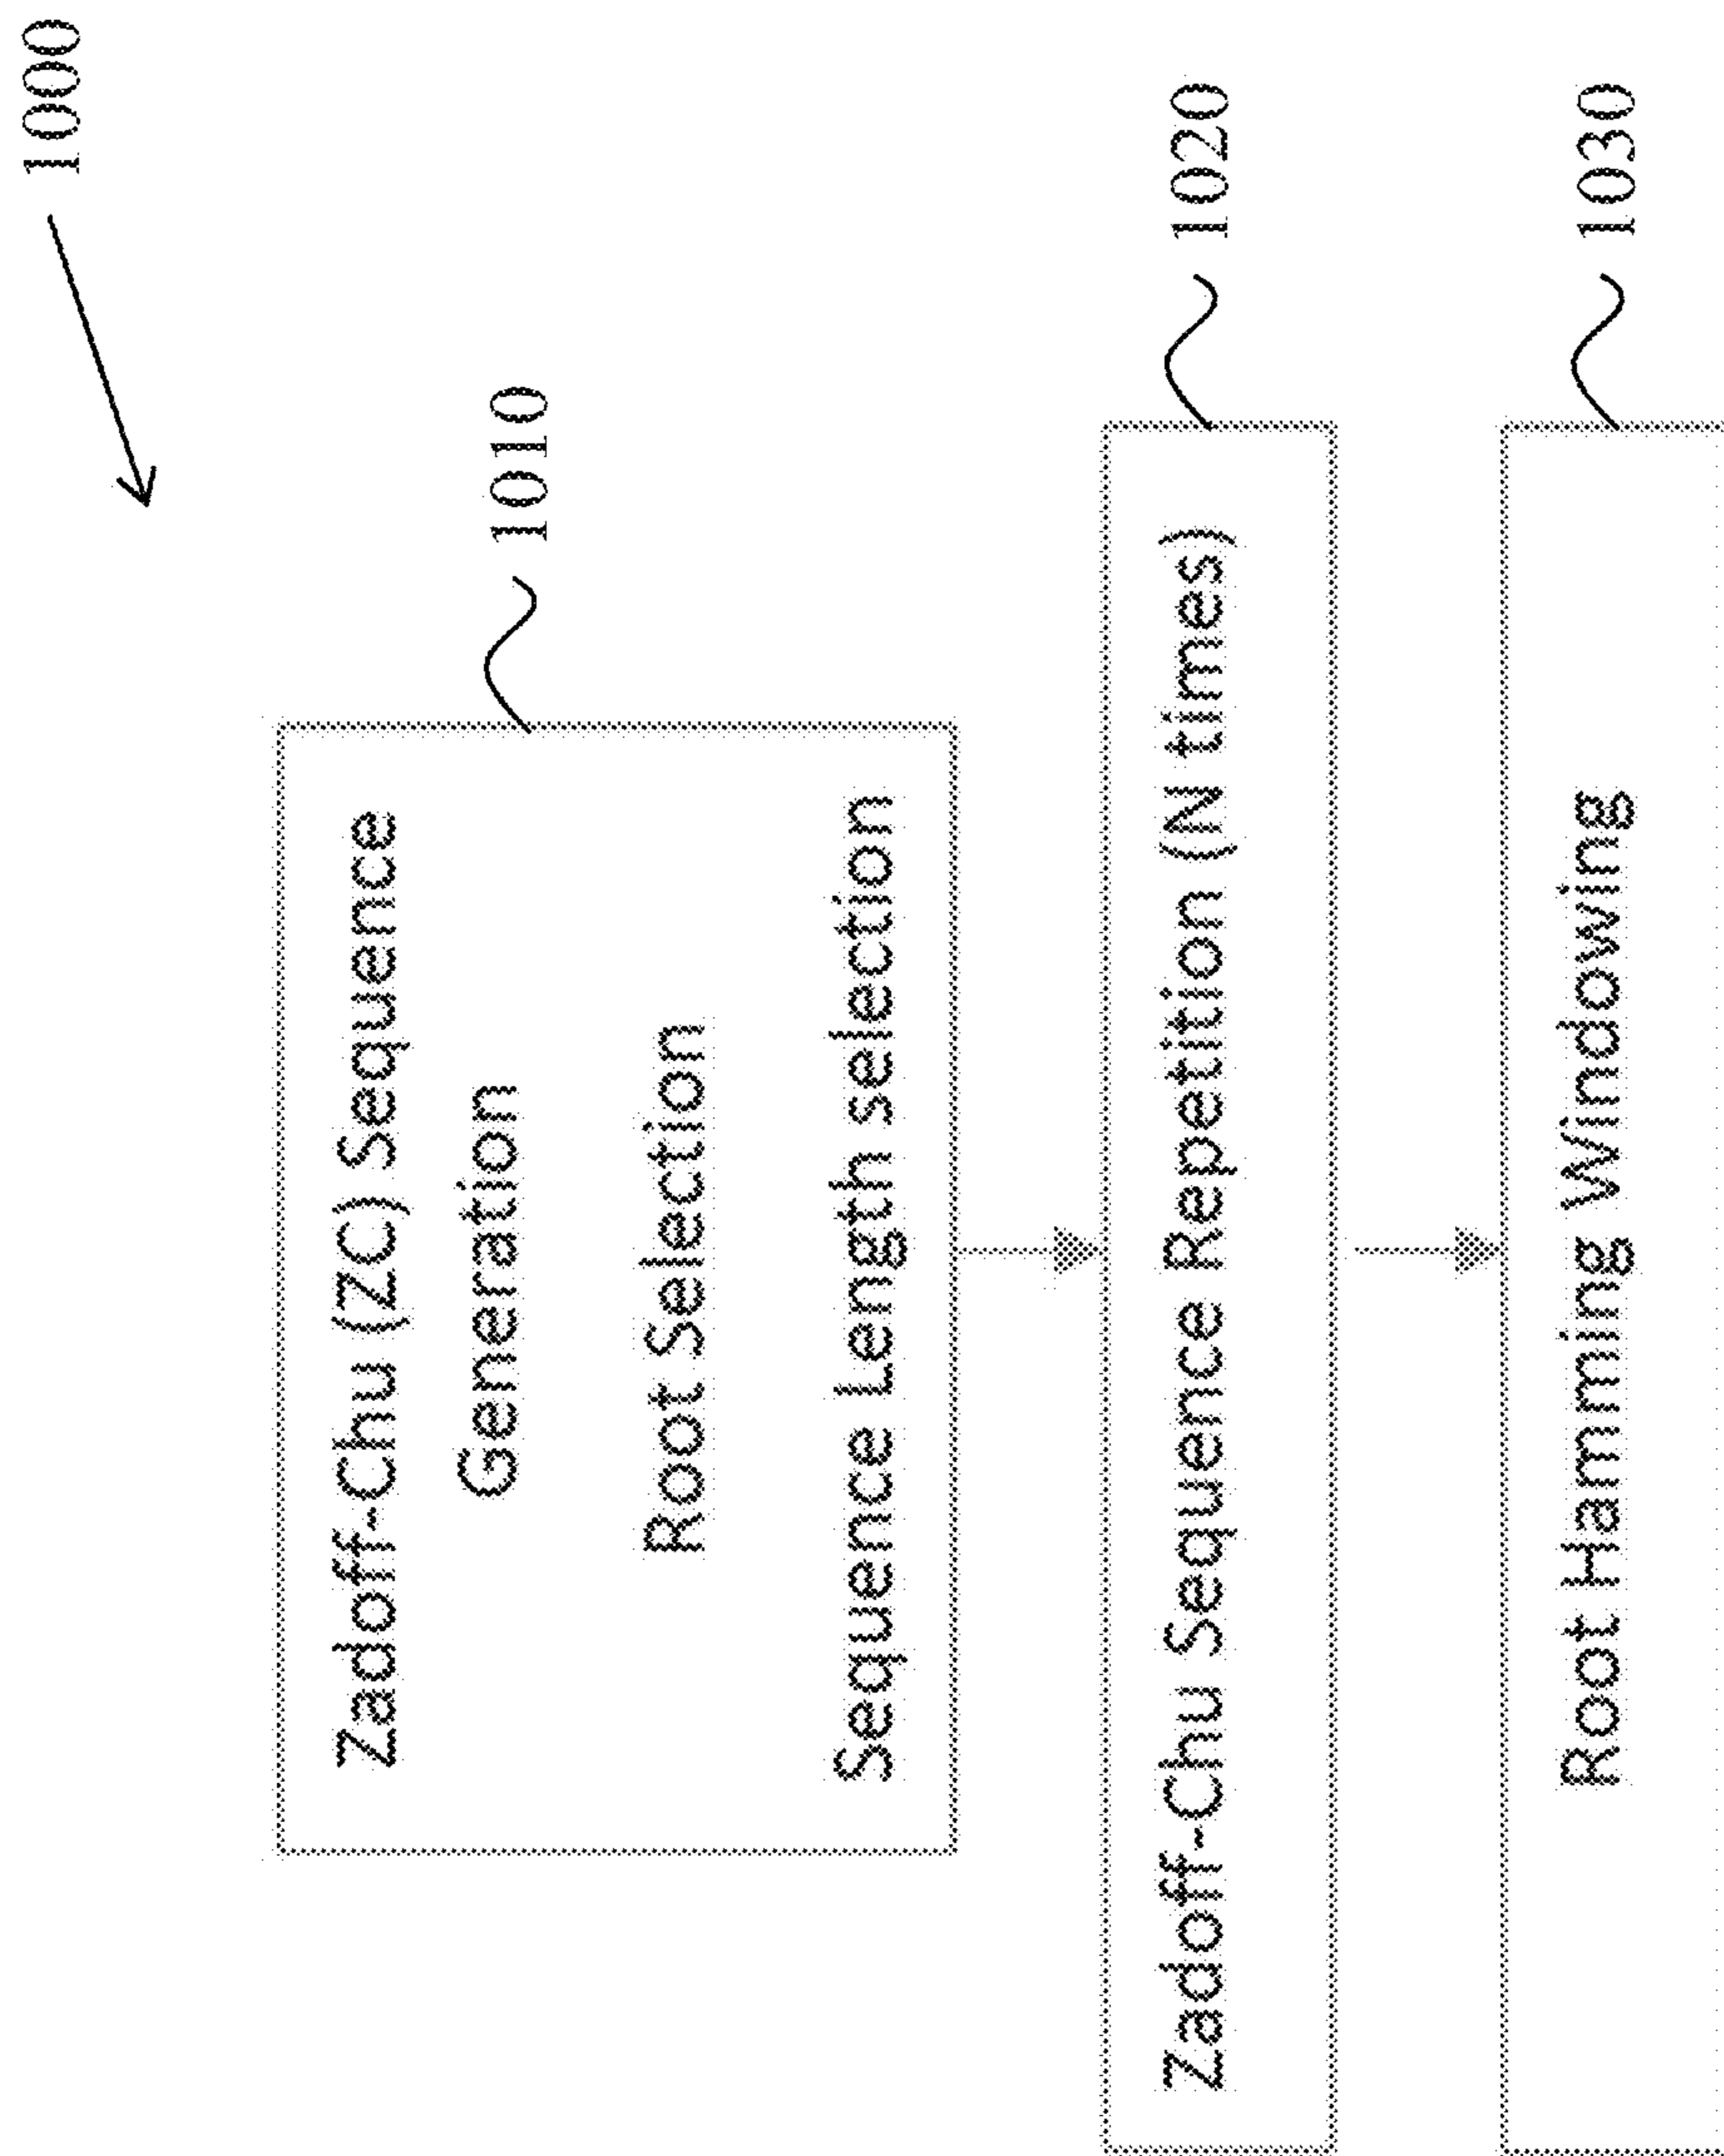 1000
Zadoff-Chu (ZC) Sequence
Generation
Root Selection
Sequence Length selection
1010
Zadoff-Chu Sequence Repetition (N times)
1020
Root Hamming Windowing
1030